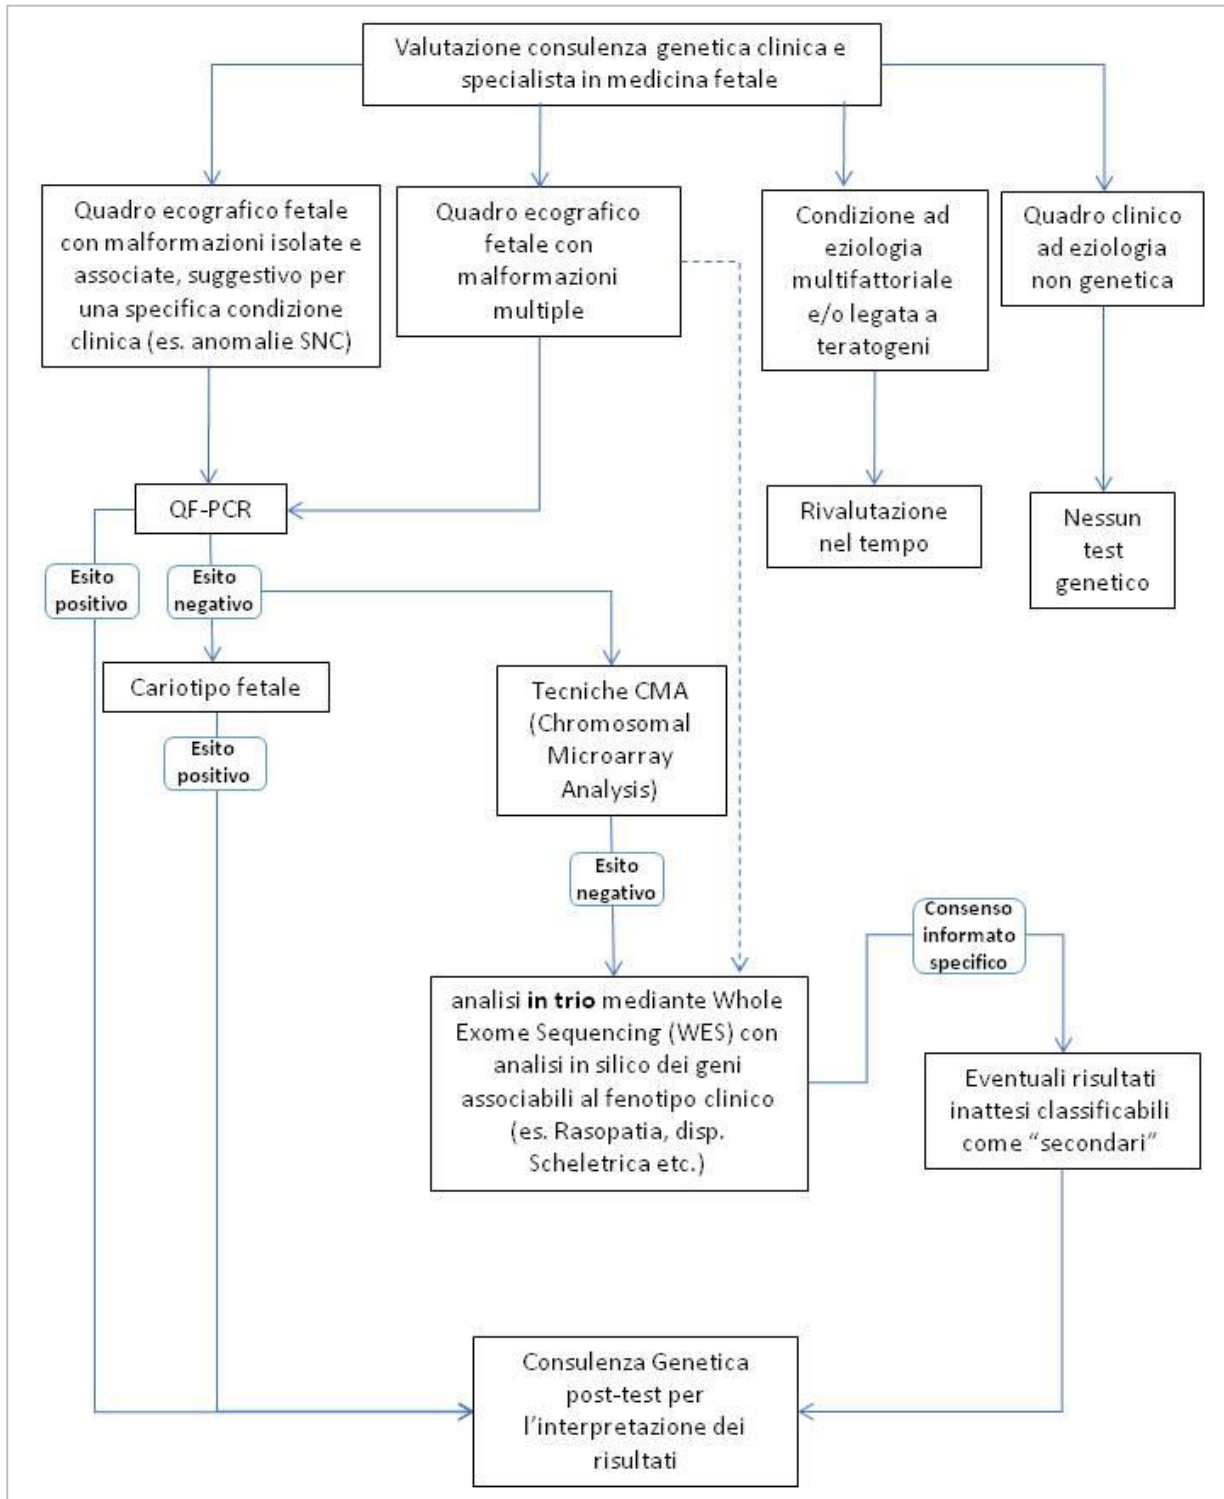 Valutazione consulenza genetica clinica e
specialista in medicina fetale
Quadro ecografico fetale
con malformazioni isolate e
associate, suggestivo per
una specifica condizione
clinica (es. anomalie SNC)
Quadro ecografico
fetale con
malformazioni
multiple
Condizione ad
eziologia
multifattoriale
e/o legata a
teratogeni
Quadro clinico
ad eziologia
non genetica
QF-PCR
Rivalutazione
nel tempo
Nessun
test
genetico
Esito
positivo
Esito
negativo
Cariotipo fetale
Esito
positivo
Tecniche CMA
(Chromosomal
Microarray
Analysis)
Esito
negativo
Consenso
informato
specifico
analisi in trio mediante Whole
Exome Sequencing (WES) con
analisi in silico dei geni
associabili al fenotipo clinico
(es. Rasopatia, disp.
Scheletrica etc.)
Eventuali risultati
inattesi classificabili
come “secondari”
Consulenza Genetica
post-test per
l’interpretazione dei
risultati